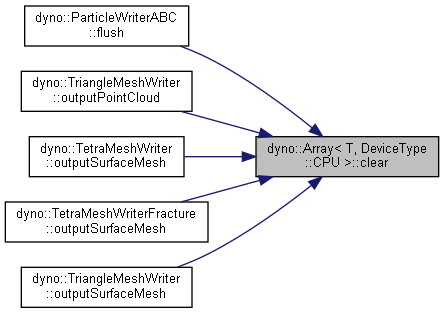 dyno::ParticleWriterABC
::flush
dyno::TriangleMeshWriter
::outputPointCloud
dyno::TetraMeshWriter
::outputSurfaceMesh
dyno::Array< T, DeviceType
::CPU >::clear
dyno::TetraMeshWriterFracture
::outputSurfaceMesh
dyno::TriangleMeshWriter
::outputSurfaceMesh